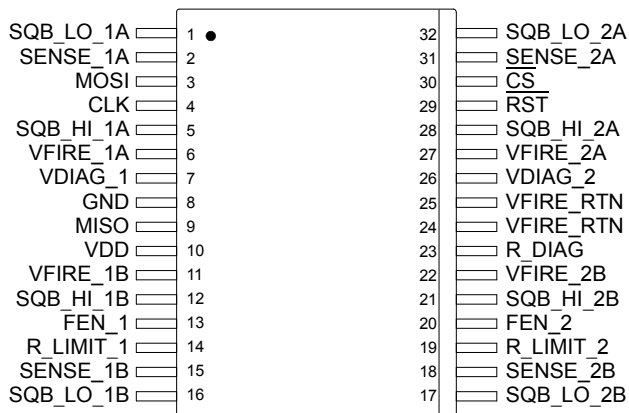 SQB_LO_1A 1 32 SQB_LO_2A
SENSE_1A 2 31 SENSE_2A
MOSI 3 30 CS
CLK 4 29 RST
SQB_HI_1A 5 28 SQB_HI_2A
VFIRE_1A 6 27 VFIRE_2A
VDIAG_1 7 26 VDIAG_2
GND 8 25 VFIRE_RTN
MISO 9 24 VFIRE_RTN
VDD 10 23 R_DIAG
VFIRE_1B 11 22 VFIRE_2B
SQB_HI_1B 12 21 SQB_HI_2B
FEN_1 13 20 FEN_2
R_LIMIT_1 14 19 R_LIMIT_2
SENSE_1B 15 18 SENSE_2B
SQB_LO_1B 16 17 SQB_LO_2B